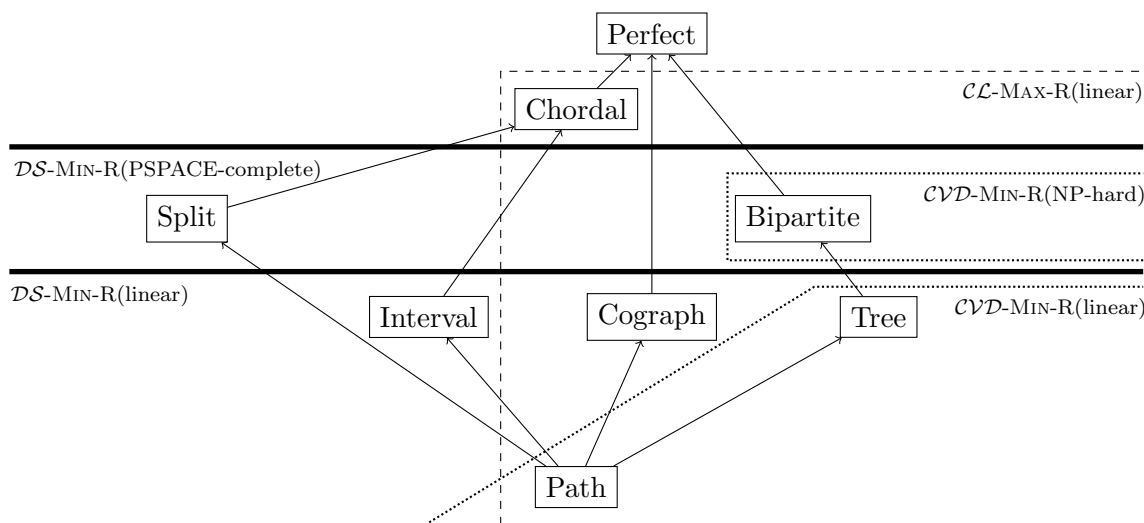 Perfect
𝒞ℒ-MAX-R(linear)
Chordal
𝒟𝒮-MIN-R(PSPACE-complete)
𝒞𝒱𝒟-MIN-R(NP-hard)
Split
Bipartite
𝒟𝒮-MIN-R(linear)
𝒞𝒱𝒟-MIN-R(linear)
Interval
Cograph
Tree
Path